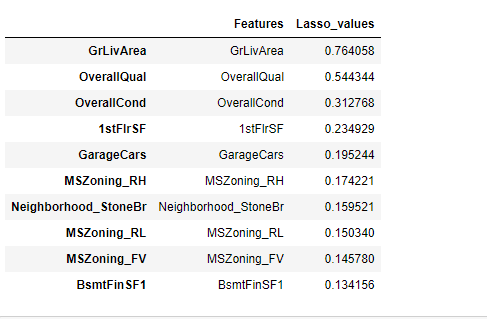 Features Lasso_values
GrLivArea GrLivArea 0.764058
OverallQual OverallQual 0.544344
OverallCond OverallCond 0.312768
1stFlrSF 1stFlrSF 0.234929
GarageCars GarageCars 0.195244
MSZoning_RH MSZoning_RH 0.174221
Neighborhood_StoneBr Neighborhood_StoneBr 0.159521
MSZoning_RL MSZoning_RL 0.150340
MSZoning_FV MSZoning_FV 0.145780
BsmtFinSF1 BsmtFinSF1 0.134156